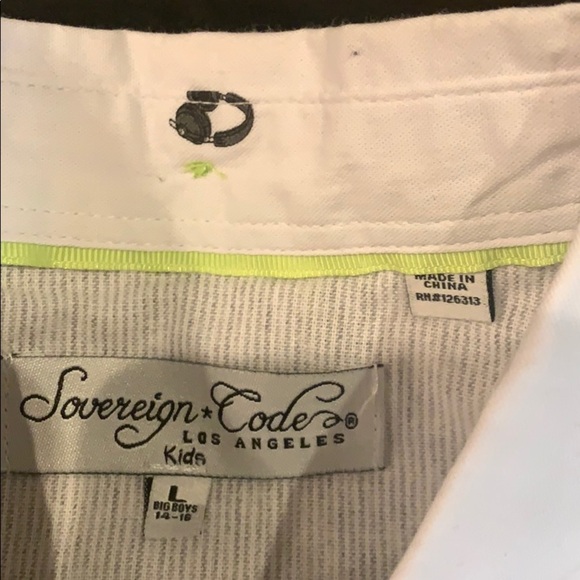 MADE IN
CHINA
RN#126313
Sovereign * Code®
LOS ANGELES
Kids
L
BIG BOYS
14-16